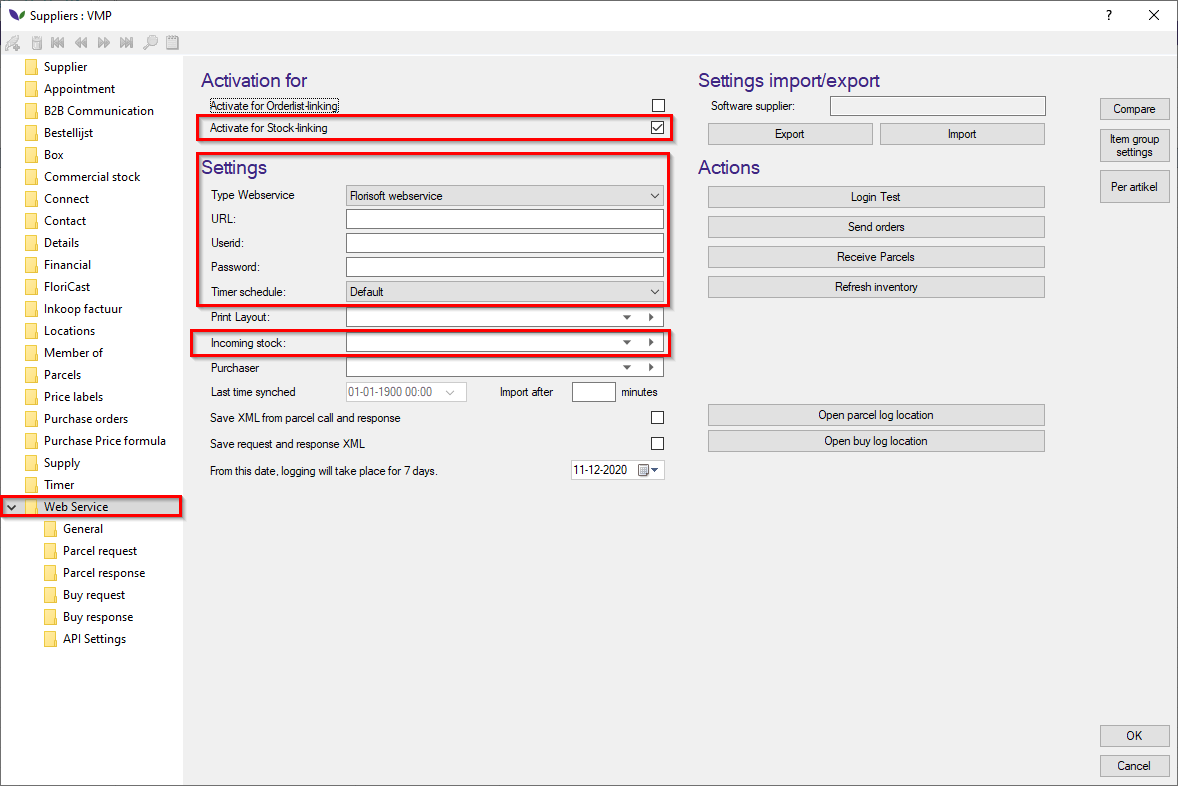 Suppliers : VMP
?
Supplier
Appointment
B2B Communication
Bestellijst
Box
Commercial stock
Connect
Contact
Details
Financial
FloriCast
Inkoop factuur
Locations
Member of
Parcels
Price labels
Purchase orders
Purchase Price formula
Supply
Timer
Web Service
General
Parcel request
Parcel response
Buy request
Buy response
API Settings
Activation for
Activate for Orderlist-linking
Activate for Stock-linking
Settings
Type Webservice Florisoft webservice
URL:
Userid:
Password:
Timer schedule: Default
Print Layout:
Incoming stock:
Purchaser
Last time synched 01-01-1900 00:00 Import after minutes
Save XML from parcel call and response
Save request and response XML
From this date, logging will take place for 7 days. 11-12-2020
Settings import/export
Software supplier:
Export Import
Actions
Login Test
Send orders
Receive Parcels
Refresh inventory
Open parcel log location
Open buy log location
Compare
Item group
settings
Per artikel
OK
Cancel